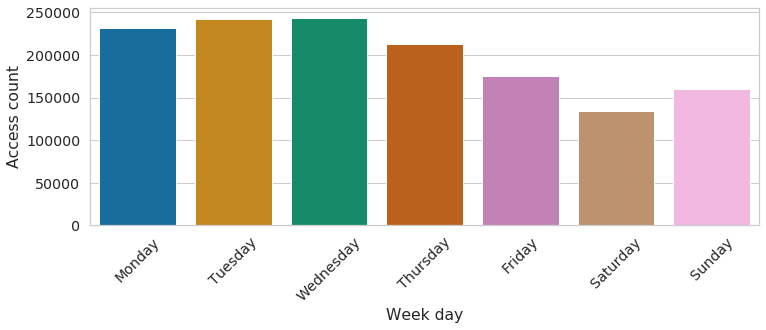 250000
200000
150000
100000
50000
0
Access count
Monday
Tuesday
Wednesday
Thursday
Friday
Saturday
Sunday
Week day